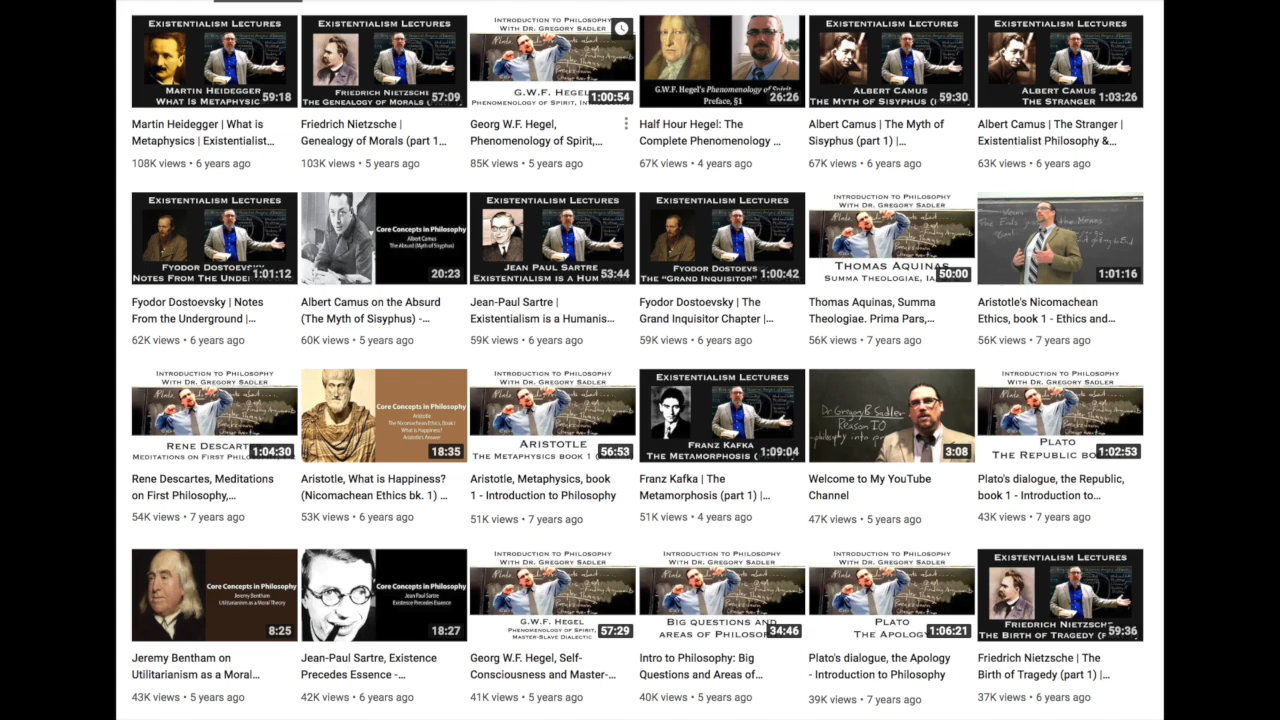 EXISTENTIALISM LECTURES
MARTIN HEIDEGGER
WHAT IS METAPHYSIC
59:18
Martin Heidegger | What is
Metaphysics | Existentialist...
108K views • 6 years ago
EXISTENTIALISM LECTURES
FRIEDRICH NIETZSCHE
THE GENEALOGY OF MORALS (
57:09
Friedrich Nietzsche |
Genealogy of Morals (part 1...
103K views • 5 years ago
INTRODUCTION TO PHILOSOPHY
WITH DR. GREGORY SADLER
G.W.F. HEGEL
PHENOMENOLOGY OF SPIRIT,
1:00:54
Georg W.F. Hegel,
Phenomenology of Spirit,...
85K views • 5 years ago
G.W.F. Hegel's Phenomenology of Spirit
Preface, §1
26:26
Half Hour Hegel: The
Complete Phenomenology ...
67K views • 4 years ago
EXISTENTIALISM LECTURES
ALBERT CAMUS
THE MYTH OF SISYPHUS (
59:30
Albert Camus | The Myth of
Sisyphus (part 1) |...
67K views • 6 years ago
EXISTENTIALISM LECTURES
ALBERT CAMUS
THE STRANGER
1:03:26
Albert Camus | The Stranger |
Existentialist Philosophy &...
63K views • 6 years ago
EXISTENTIALISM LECTURES
FYODOR DOSTOEVSKY
NOTES FROM THE UNDE
1:01:12
Fyodor Dostoevsky | Notes
From the Underground |...
62K views • 6 years ago
Core Concepts in Philosophy
Albert Camus
The Absurd (Myth of Sisyphus)
20:23
Albert Camus on the Absurd
(The Myth of Sisyphus) -...
60K views • 5 years ago
EXISTENTIALISM LECTURES
JEAN PAUL SARTRE
EXISTENTIALISM IS A HUM
53:44
Jean-Paul Sartre |
Existentialism is a Humanis...
59K views • 6 years ago
EXISTENTIALISM LECTURES
FYODOR DOSTOEVS
THE "GRAND INQUISITOR"
1:00:42
Fyodor Dostoevsky | The
Grand Inquisitor Chapter |...
59K views • 6 years ago
INTRODUCTION TO PHILOSOPHY
WITH DR. GREGORY SADLER
THOMAS AQUINAS
SUMMA THEOLOGIAE, IA
50:00
Thomas Aquinas, Summa
Theologiae. Prima Pars,...
56K views • 7 years ago
1:01:16
Aristotle's Nicomachean
Ethics, book 1 - Ethics and...
56K views • 7 years ago
INTRODUCTION TO PHILOSOPHY
WITH DR. GREGORY SADLER
RENE DESCART
MEDITATIONS ON FIRST PHILO
1:04:30
Rene Descartes, Meditations
on First Philosophy,...
54K views • 7 years ago
Core Concepts in Philosophy
Aristotle
The Nicomachean Ethics, Book I
What is Happiness?
Aristotle's Answer
18:35
Aristotle, What is Happiness?
(Nicomachean Ethics bk. 1) ...
53K views • 6 years ago
INTRODUCTION TO PHILOSOPHY
WITH DR. GREGORY SADLER
ARISTOTLE
THE METAPHYSICS BOOK 1 (
56:53
Aristotle, Metaphysics, book
1 - Introduction to Philosophy
51K views • 7 years ago
EXISTENTIALISM LECTURES
FRANZ KAFKA
THE METAMORPHOSIS (
1:09:04
Franz Kafka | The
Metamorphosis (part 1) |...
51K views • 4 years ago
Dr Gregory B Sadler
Reason IO
philosophy into pr
3:08
Welcome to My YouTube
Channel
47K views • 5 years ago
INTRODUCTION TO PHILOSOPHY
WITH DR. GREGORY SADLER
PLATO
THE REPUBLIC BO
1:02:53
Plato's dialogue, the Republic,
book 1 - Introduction to...
43K views • 7 years ago
Core Concepts in Philosophy
Jeremy Bentham
Utilitarianism as a Moral Theory
8:25
Jeremy Bentham on
Utilitarianism as a Moral...
43K views • 5 years ago
Core Concepts in Philosophy
Jean Paul Sartre
Existence Precedes Essence
18:27
Jean-Paul Sartre, Existence
Precedes Essence -...
42K views • 6 years ago
INTRODUCTION TO PHILOSOPHY
WITH DR. GREGORY SADLER
G.W.F. HEGEL
PHENOMENOLOGY OF SPIRIT,
MASTER-SLAVE DIALECTIC
57:29
Georg W.F. Hegel, Self-
Consciousness and Master-...
41K views • 5 years ago
INTRODUCTION TO PHILOSOPHY
WITH DR. GREGORY SADLER
BIG QUESTIONS AND
AREAS OF PHILOSO
34:46
Intro to Philosophy: Big
Questions and Areas of...
40K views • 5 years ago
INTRODUCTION TO PHILOSOPHY
WITH DR. GREGORY SADLER
PLATO
THE APOLOG
1:06:21
Plato's dialogue, the Apology
- Introduction to Philosophy
39K views • 7 years ago
EXISTENTIALISM LECTURES
FRIEDRICH NIETZSCHE
THE BIRTH OF TRAGEDY (P
59:36
Friedrich Nietzsche | The
Birth of Tragedy (part 1) |...
37K views • 6 years ago